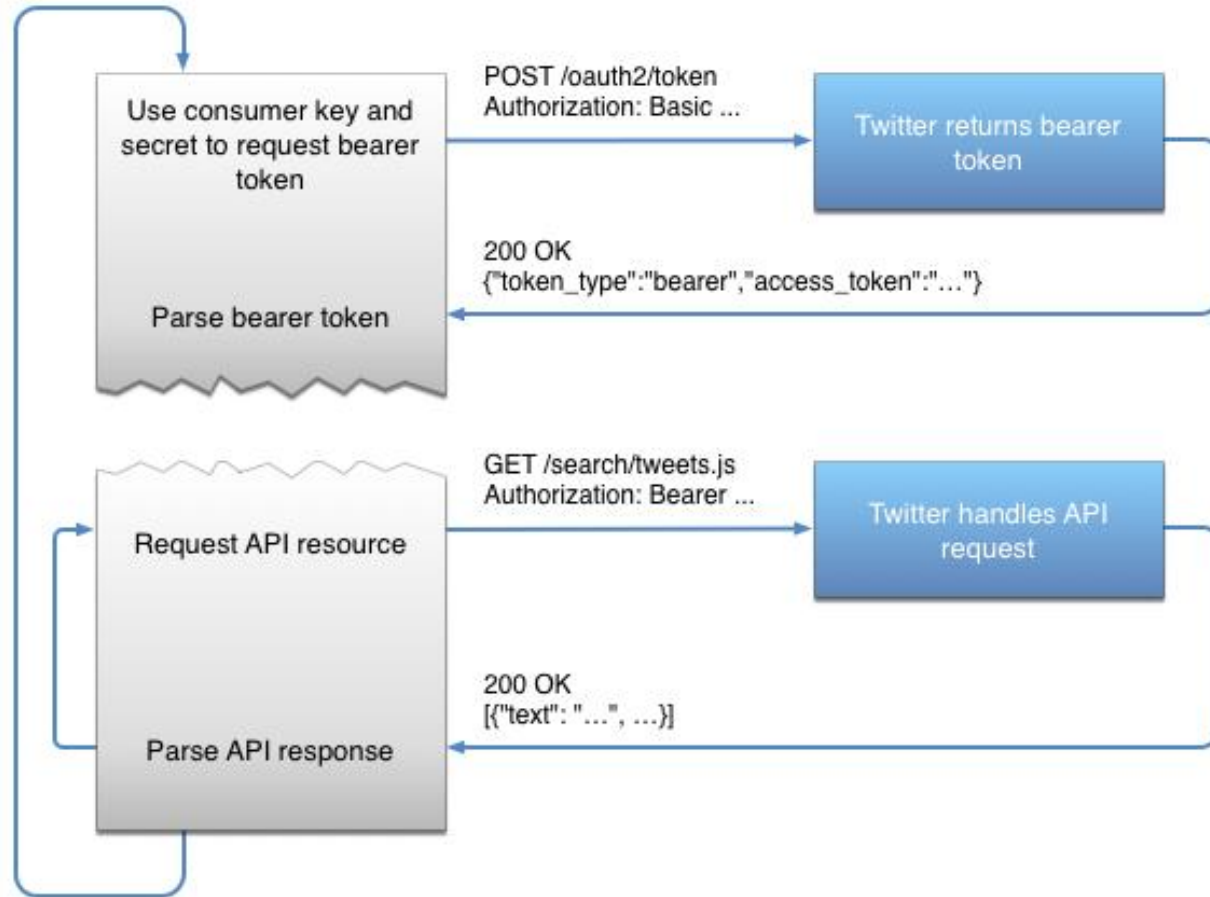 POST /oauth2/token
Authorization: Basic ...
Use consumer key and
secret to request bearer
token
Twitter returns bearer
token
200 OK
{"token_type":"bearer","access_token":"…"}
Parse bearer token
GET /search/tweets.js
Authorization: Bearer ...
Request API resource
Twitter handles API
request
200 OK
[{"text": "…", …}]
Parse API response